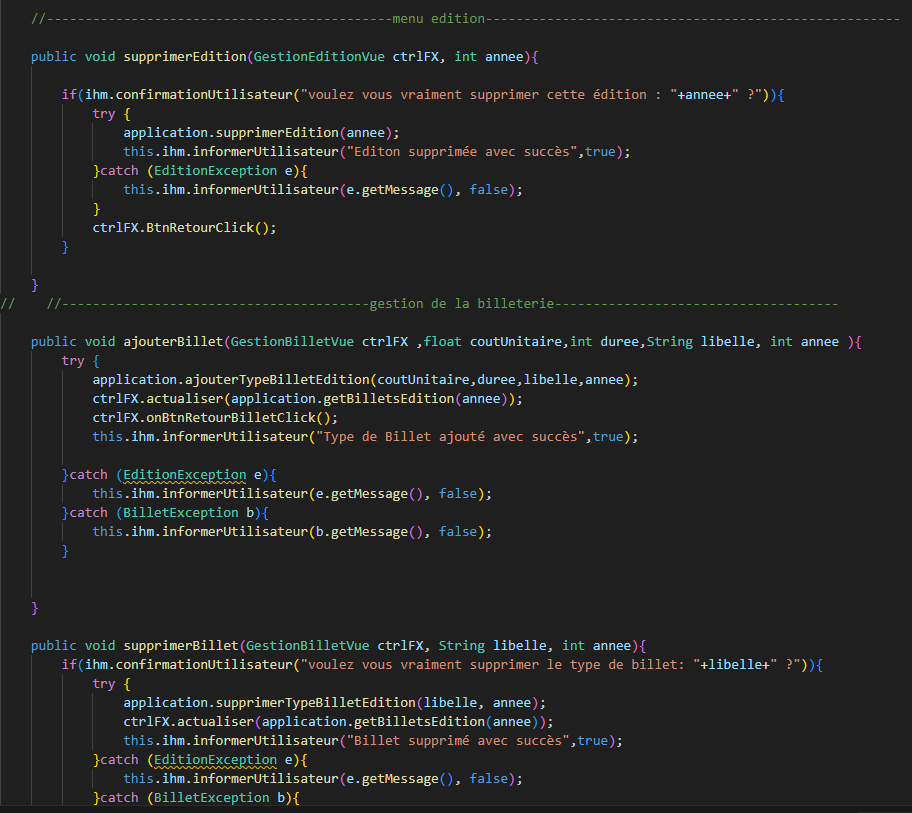 //---------------------------------------------menu edition------------------------------------------------------
public void supprimerEdition(GestionEditionVue ctrlFX, int annee){
if(ihm.confirmationUtilisateur("voulez vous vraiment supprimer cette édition : "+annee+" ?")){
try {
application.supprimerEdition(annee);
this.ihm.informerUtilisateur("Editon supprimée avec succès",true);
}catch (EditionException e){
this.ihm.informerUtilisateur(e.getMessage(), false);
}
ctrlFX.BtnRetourClick();
}
}
//    //----------------------------------------gestion de la billeterie-------------------------------------
public void ajouterBillet(GestionBilletVue ctrlFX ,float coutUnitaire,int duree,String libelle, int annee ){
try {
application.ajouterTypeBilletEdition(coutUnitaire,duree,libelle,annee);
ctrlFX.actualiser(application.getBilletsEdition(annee));
ctrlFX.onBtnRetourBilletClick();
this.ihm.informerUtilisateur("Type de Billet ajouté avec succès",true);
}catch (EditionException e){
this.ihm.informerUtilisateur(e.getMessage(), false);
}catch (BilletException b){
this.ihm.informerUtilisateur(b.getMessage(), false);
}
}
public void supprimerBillet(GestionBilletVue ctrlFX, String libelle, int annee){
if(ihm.confirmationUtilisateur("voulez vous vraiment supprimer le type de billet: "+libelle+" ?")){
try {
application.supprimerTypeBilletEdition(libelle, annee);
ctrlFX.actualiser(application.getBilletsEdition(annee));
this.ihm.informerUtilisateur("Billet supprimé avec succès",true);
}catch (EditionException e){
this.ihm.informerUtilisateur(e.getMessage(), false);
}catch (BilletException b){